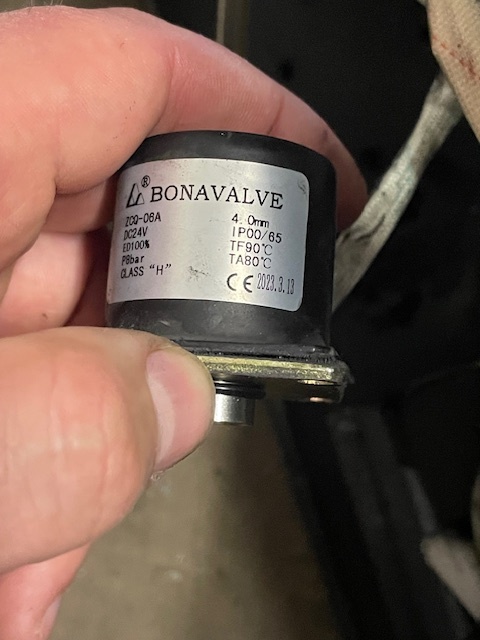 ® BONAVALVE
ZCQ-06A
DC24V
ED100%
P8bar
CLASS "H"
4.0mm
IP00/65
TF90℃
TA80℃
CE 2023.3.13